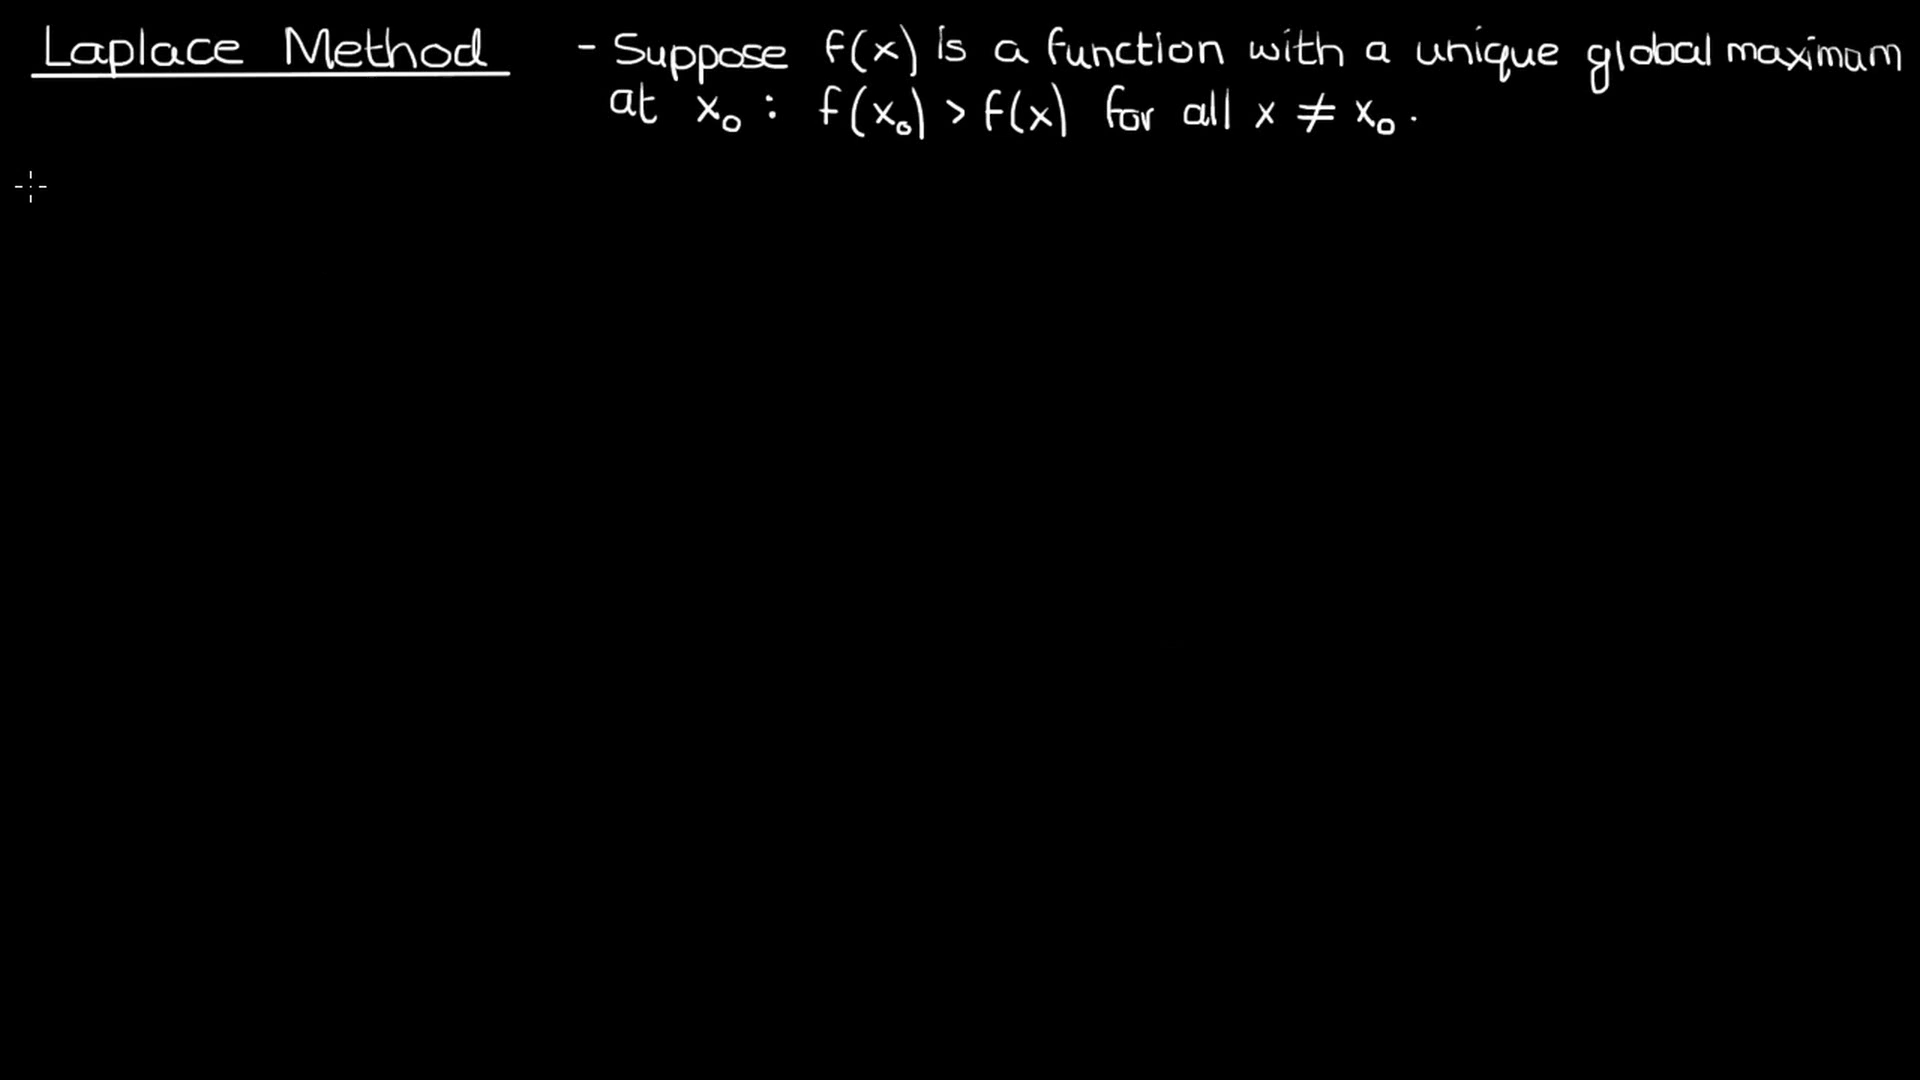 Laplace Method - Suppose f(x) is a function with a unique global maximum
at x₀ : f(x₀) > f(x) for all x ≠ x₀.